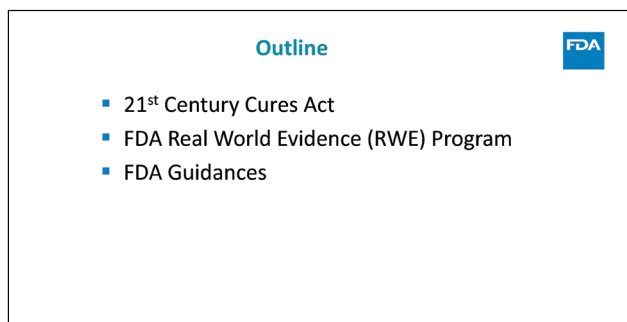 Outline
FDA
21st Century Cures Act
FDA Real World Evidence (RWE) Program
FDA Guidances